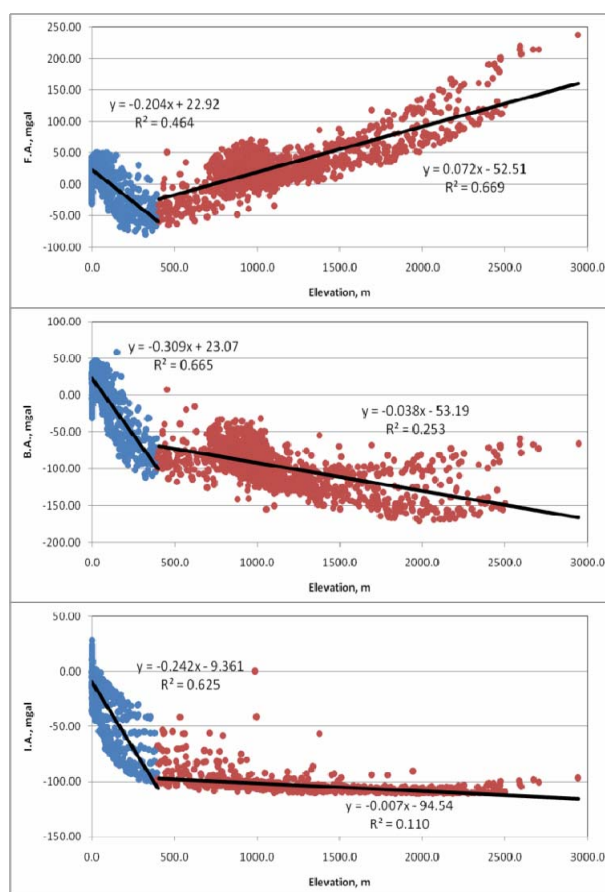 250.00
200.00
150.00
100.00
50.00
0.00
-50.00
-100.00
F.A., mgal
y = -0.204x + 22.92
R² = 0.464
0.072x - 52.51
R² = 0.669
0.0 500.0 1000.0 1500.0 2000.0 2500.0 3000.0
Elevation, m
100.00
50.00
0.00
-50.00
-100.00
-150.00
-200.00
B.A., mgal
y = -0.309x + 23.07
R² = 0.665
-0.038x - 53.19
R² = 0.253
0.0 500.0 1000.0 1500.0 2000.0 2500.0 3000.0
Elevation, m
50.00
0.00
-50.00
-100.00
-150.00
I.A., mgal
y = -0.242x - 9.361
R² = 0.625
-0.007x - 94.54
R² = 0.110
0.0 500.0 1000.0 1500.0 2000.0 2500.0 3000.0
Elevation, m